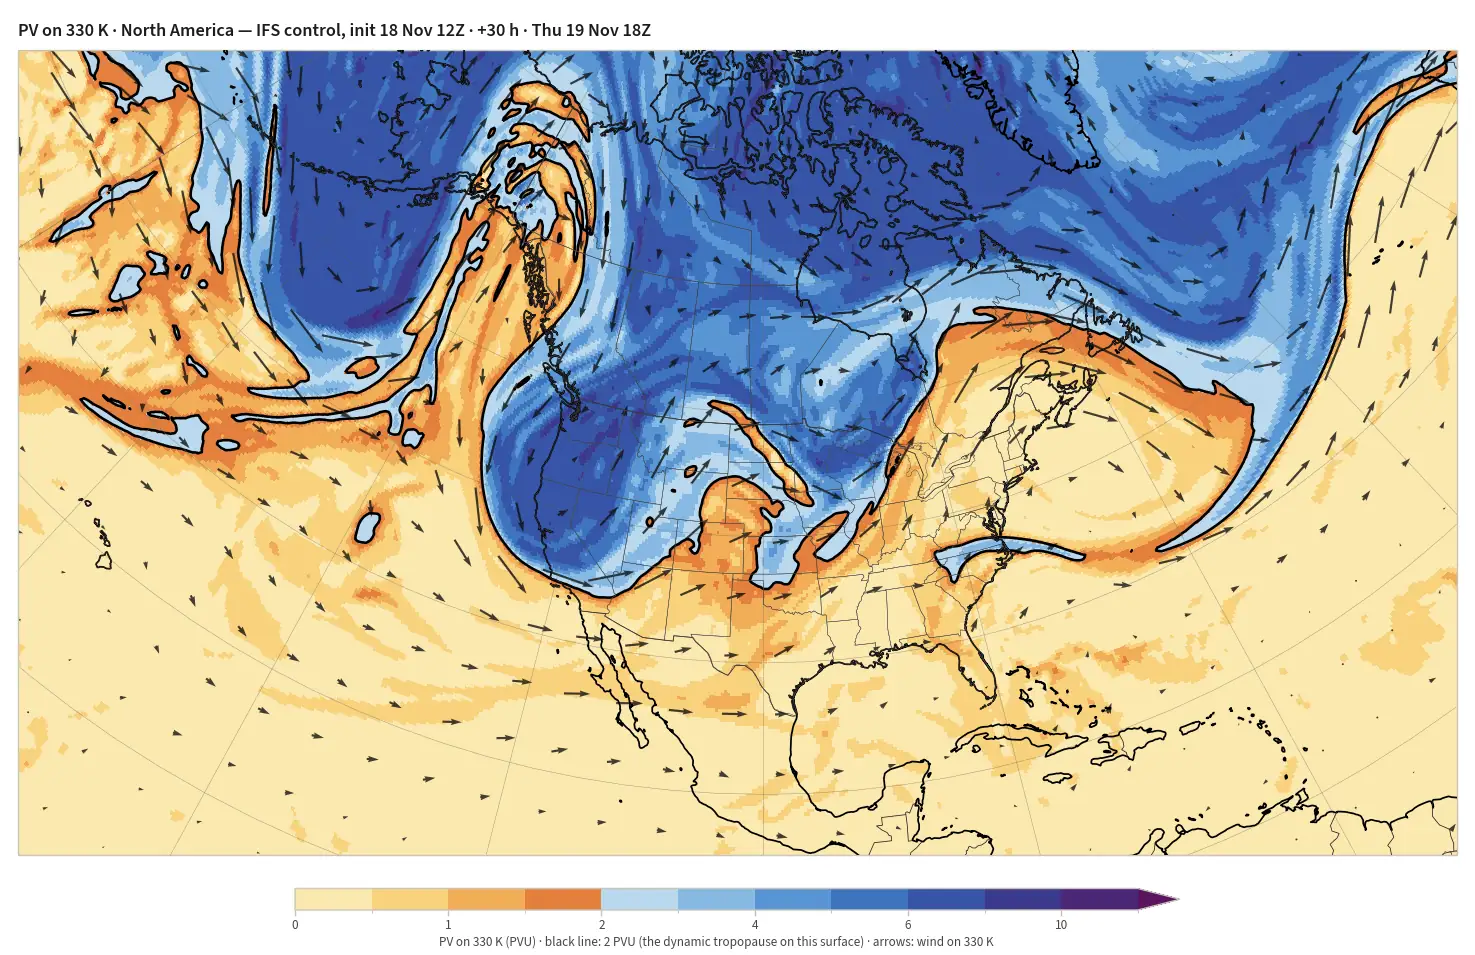 PV on 330 K · North America — IFS control, init 18 Nov 12Z · +30 h · Thu 19 Nov 18Z
0 1 2 4 6 10
PV on 330 K (PVU) · black line: 2 PVU (the dynamic tropopause on this surface) · arrows: wind on 330 K